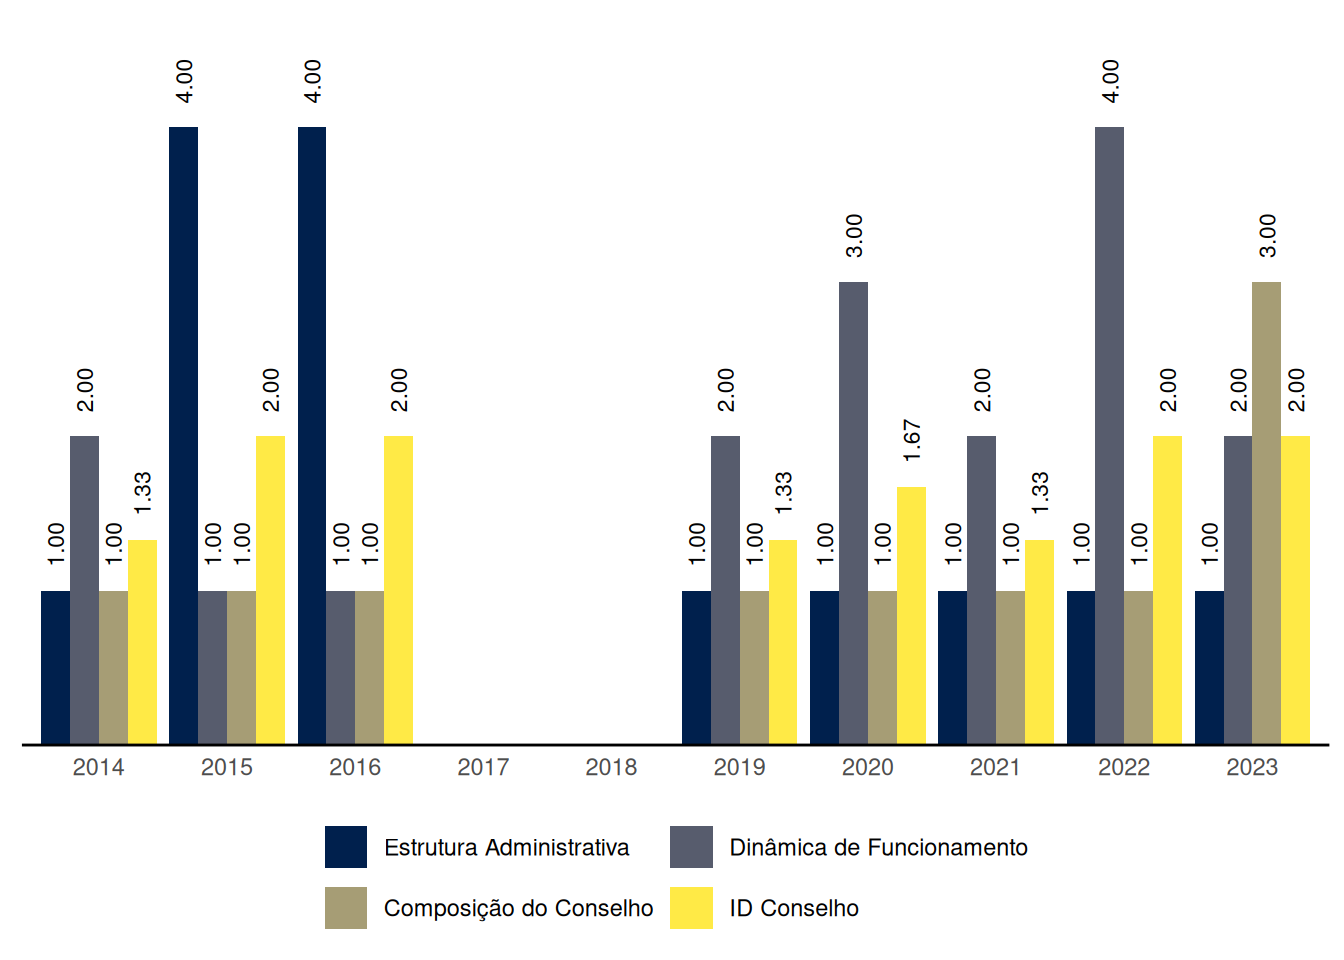 4.00 4.00 4.00
3.00 3.00
2.00 2.00 2.00 2.00 2.00 2.00 2.00 2.00
1.67
1.33 1.33 1.33
1.00 1.00 1.00 1.00 1.00 1.00 1.00 1.00 1.00 1.00 1.00 1.00 1.00 1.00 1.00
2014 2015 2016 2017 2018 2019 2020 2021 2022 2023
Estrutura Administrativa Dinâmica de Funcionamento
Composição do Conselho ID Conselho